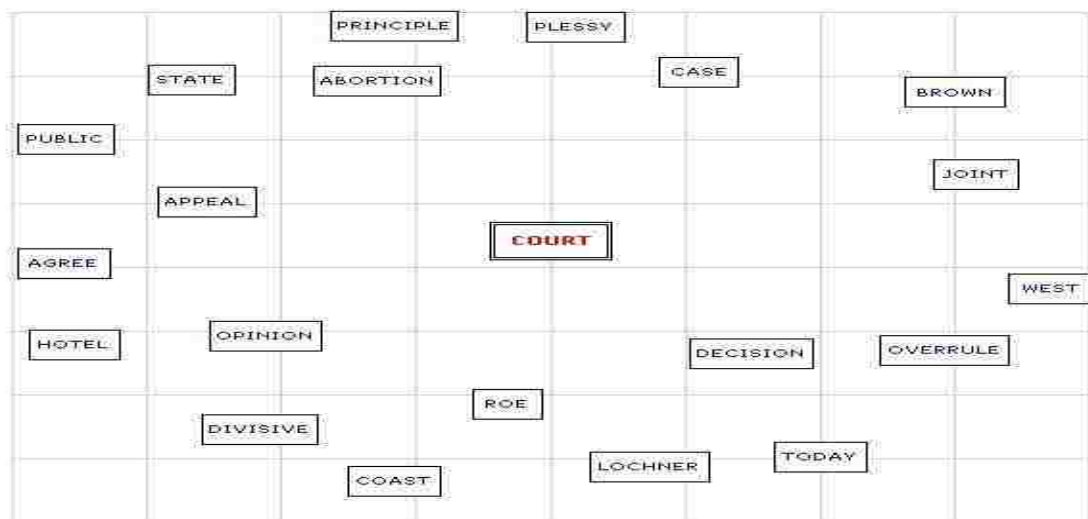 PRINCIPLE
PLESSY
STATE
ABORTION
CASE
BROWN
PUBLIC
JOINT
APPEAL
COURT
AGREE
WEST
HOTEL
OPINION
DECISION
OVERRULE
ROE
DIVISIVE
COAST
LOCHNER
TODAY